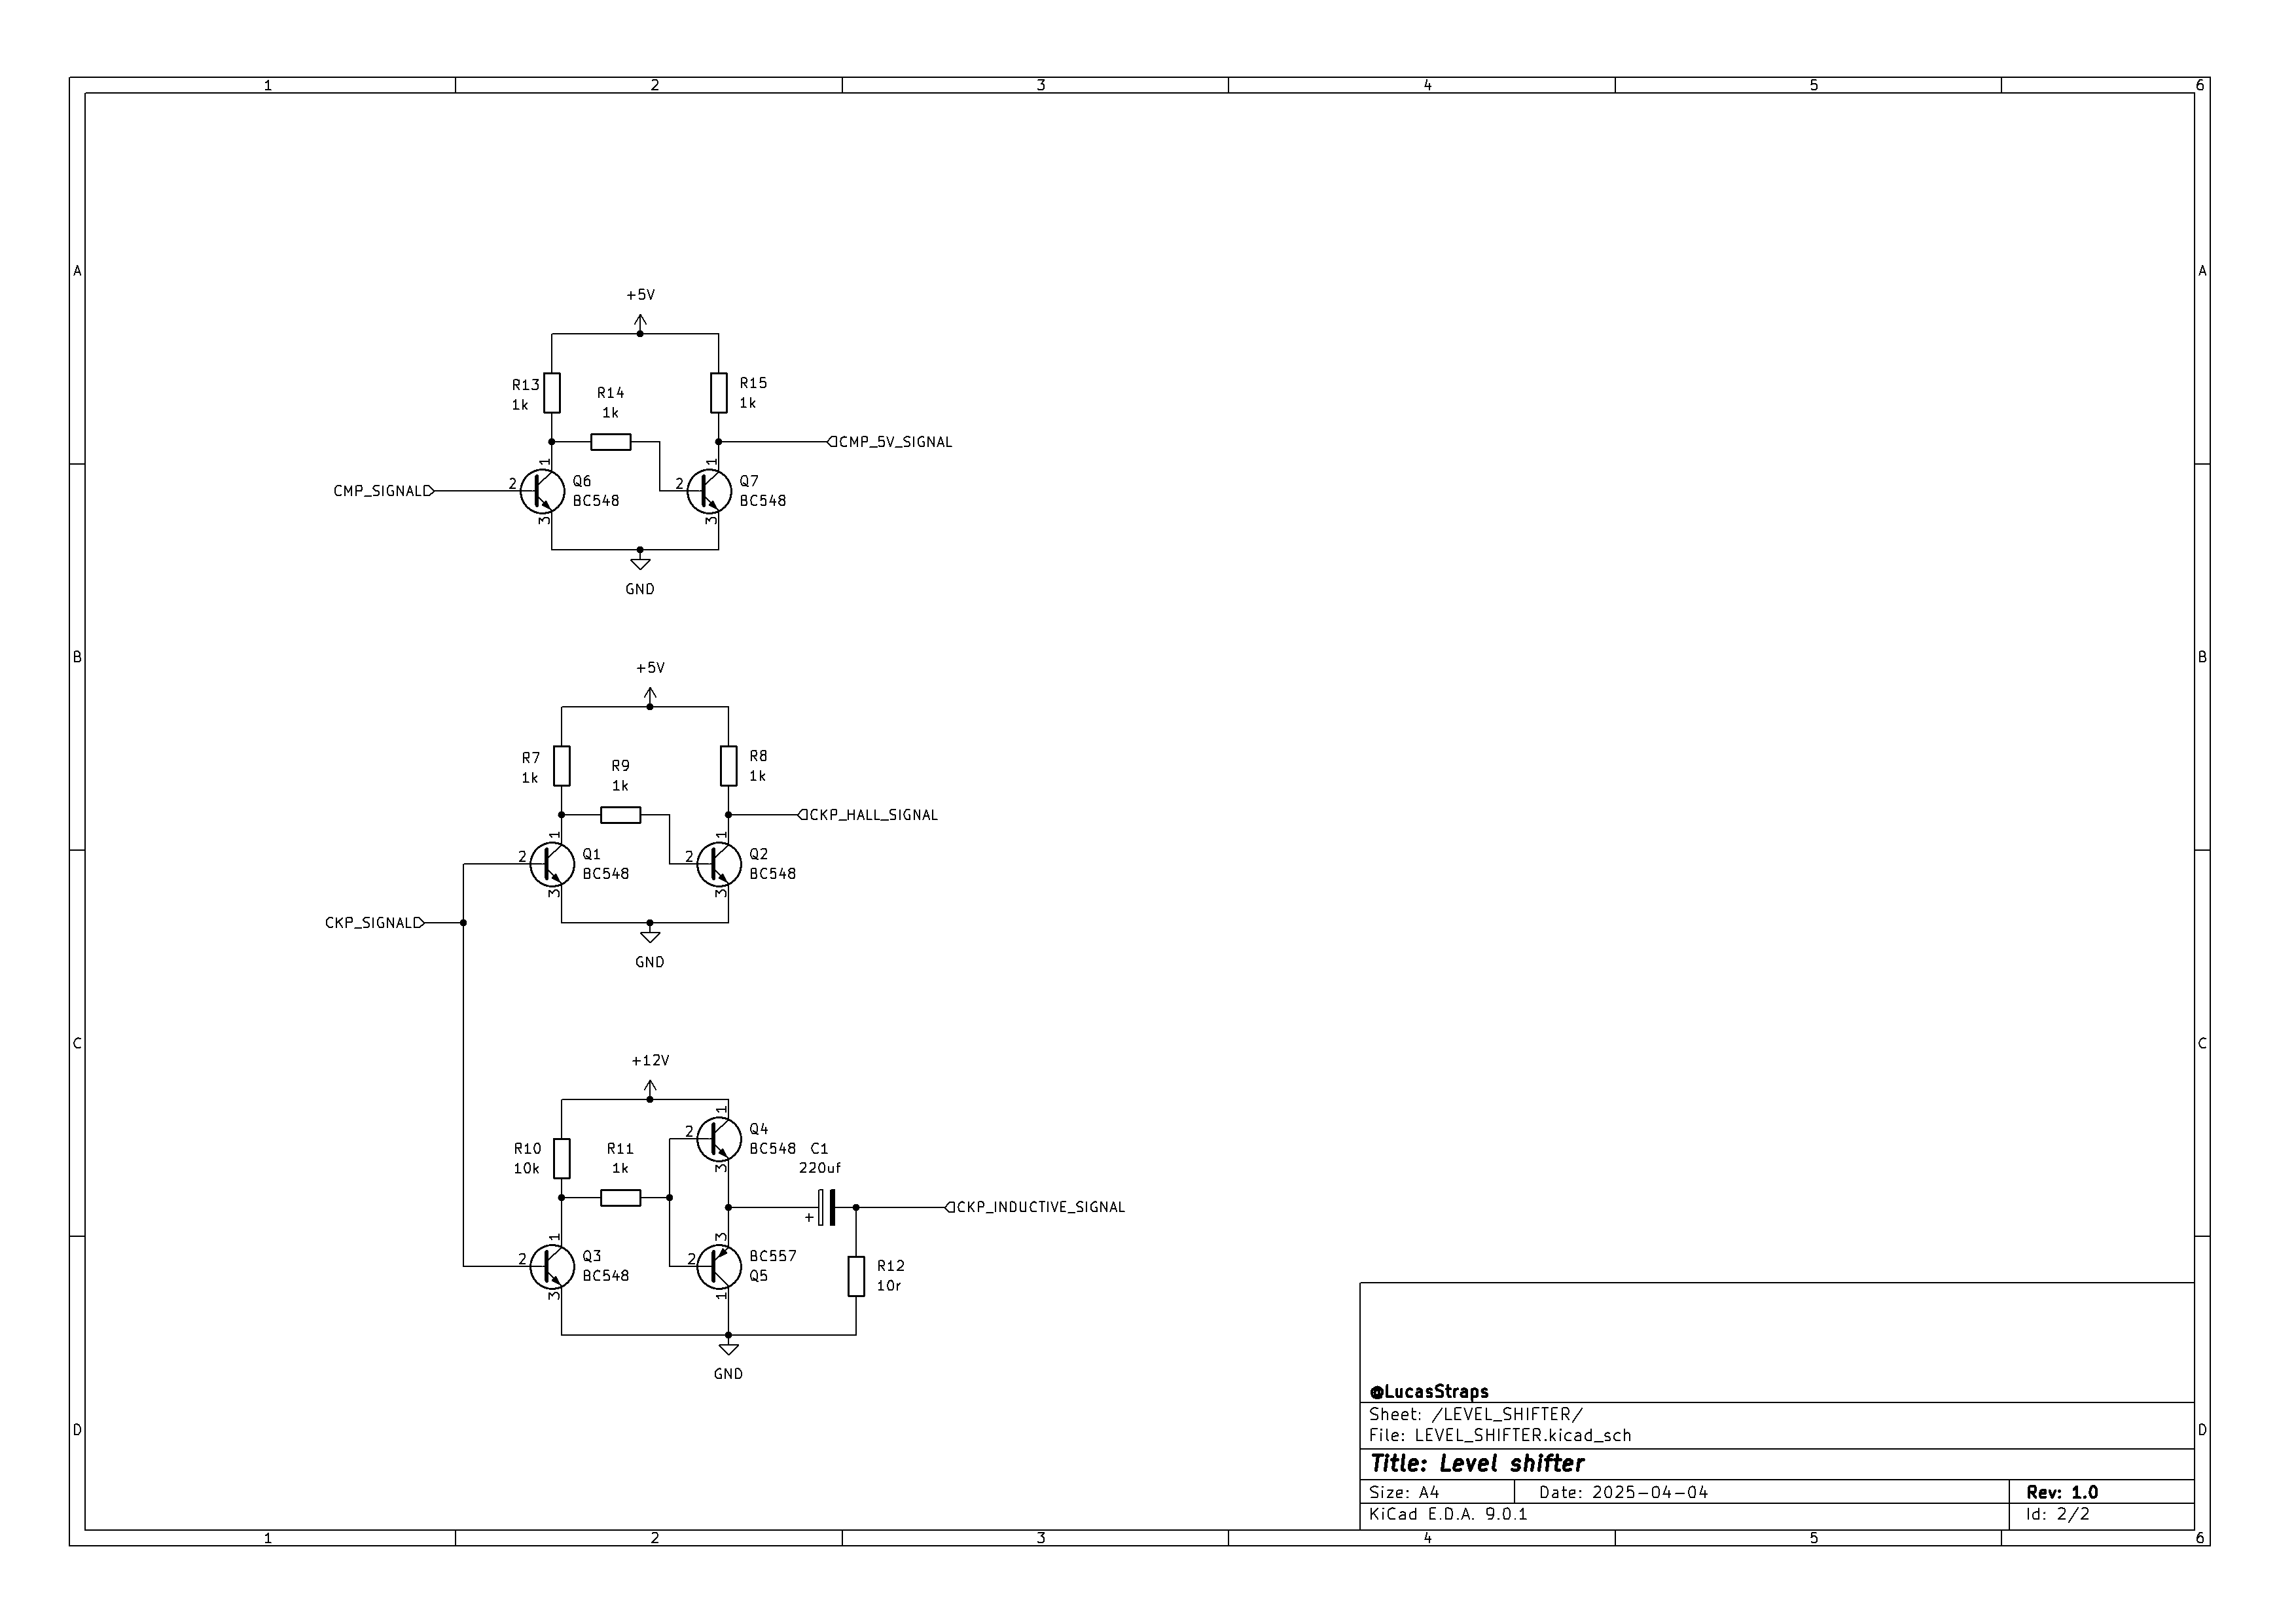 1 2 3 4 5 6
A A
+5V
R13
1k
R14
1k
R15
1k
CMP_5V_SIGNAL
1 1
CMP_SIGNAL
2
Q6
BC548
2
Q7
BC548
3 3
GND
B B
+5V
R7
1k
R9
1k
R8
1k
CKP_HALL_SIGNAL
1 1
2
Q1
BC548
2
Q2
BC548
3 3
CKP_SIGNAL
GND
C C
+12V
1
2
Q4
BC548
3
R10
10k
R11
1k
C1
220uf
+
CKP_INDUCTIVE_SIGNAL
1 3
2
Q3
BC548
2
BC557
Q5
3 1
R12
10r
GND
@LucasStraps
Sheet: /LEVEL_SHIFTER/
File: LEVEL_SHIFTER.kicad_sch
D D
Title: Level shifter
Size: A4 Date: 2025-04-04 Rev: 1.0
KiCad E.D.A. 9.0.1 Id: 2/2
1 2 3 4 5 6